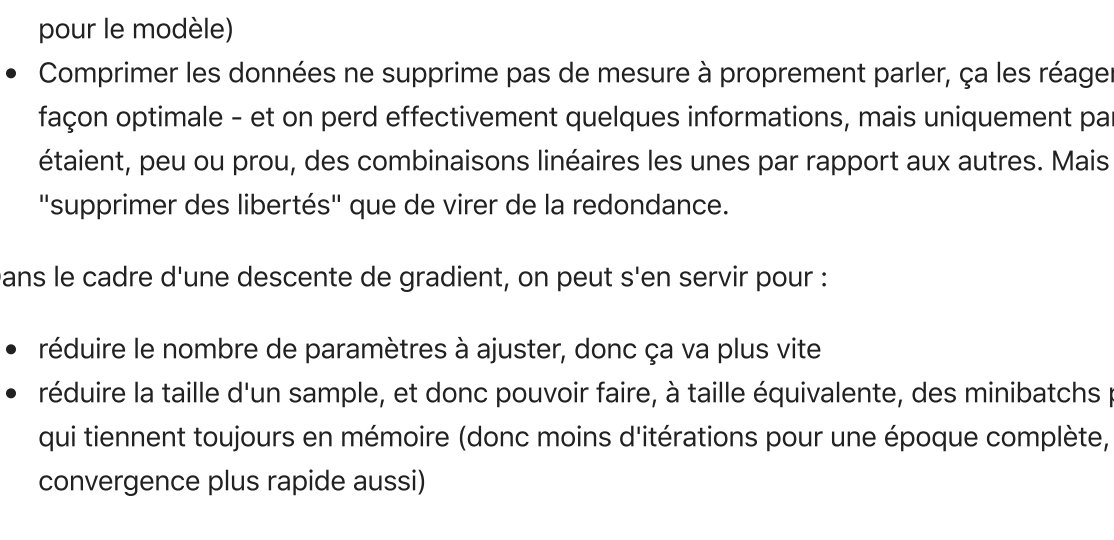 pour le modèle)
• Comprimer les données ne supprime pas de mesure à proprement parler, ça les
façon optimale - et on perd effectivement quelques informations, mais uniquement
étaient, peu ou prou, des combinaisons linéaires les unes par rapport aux autres. Mais
"supprimer des libertés" que de virer de la redondance.
ans le cadre d'une descente de gradient, on peut s'en servir pour :
• réduire le nombre de paramètres à ajuster, donc ça va plus vite
• réduire la taille d'un sample, et donc pouvoir faire, à taille équivalente, des minibatchs
qui tiennent toujours en mémoire (donc moins d'itérations pour une époque complète,
convergence plus rapide aussi)